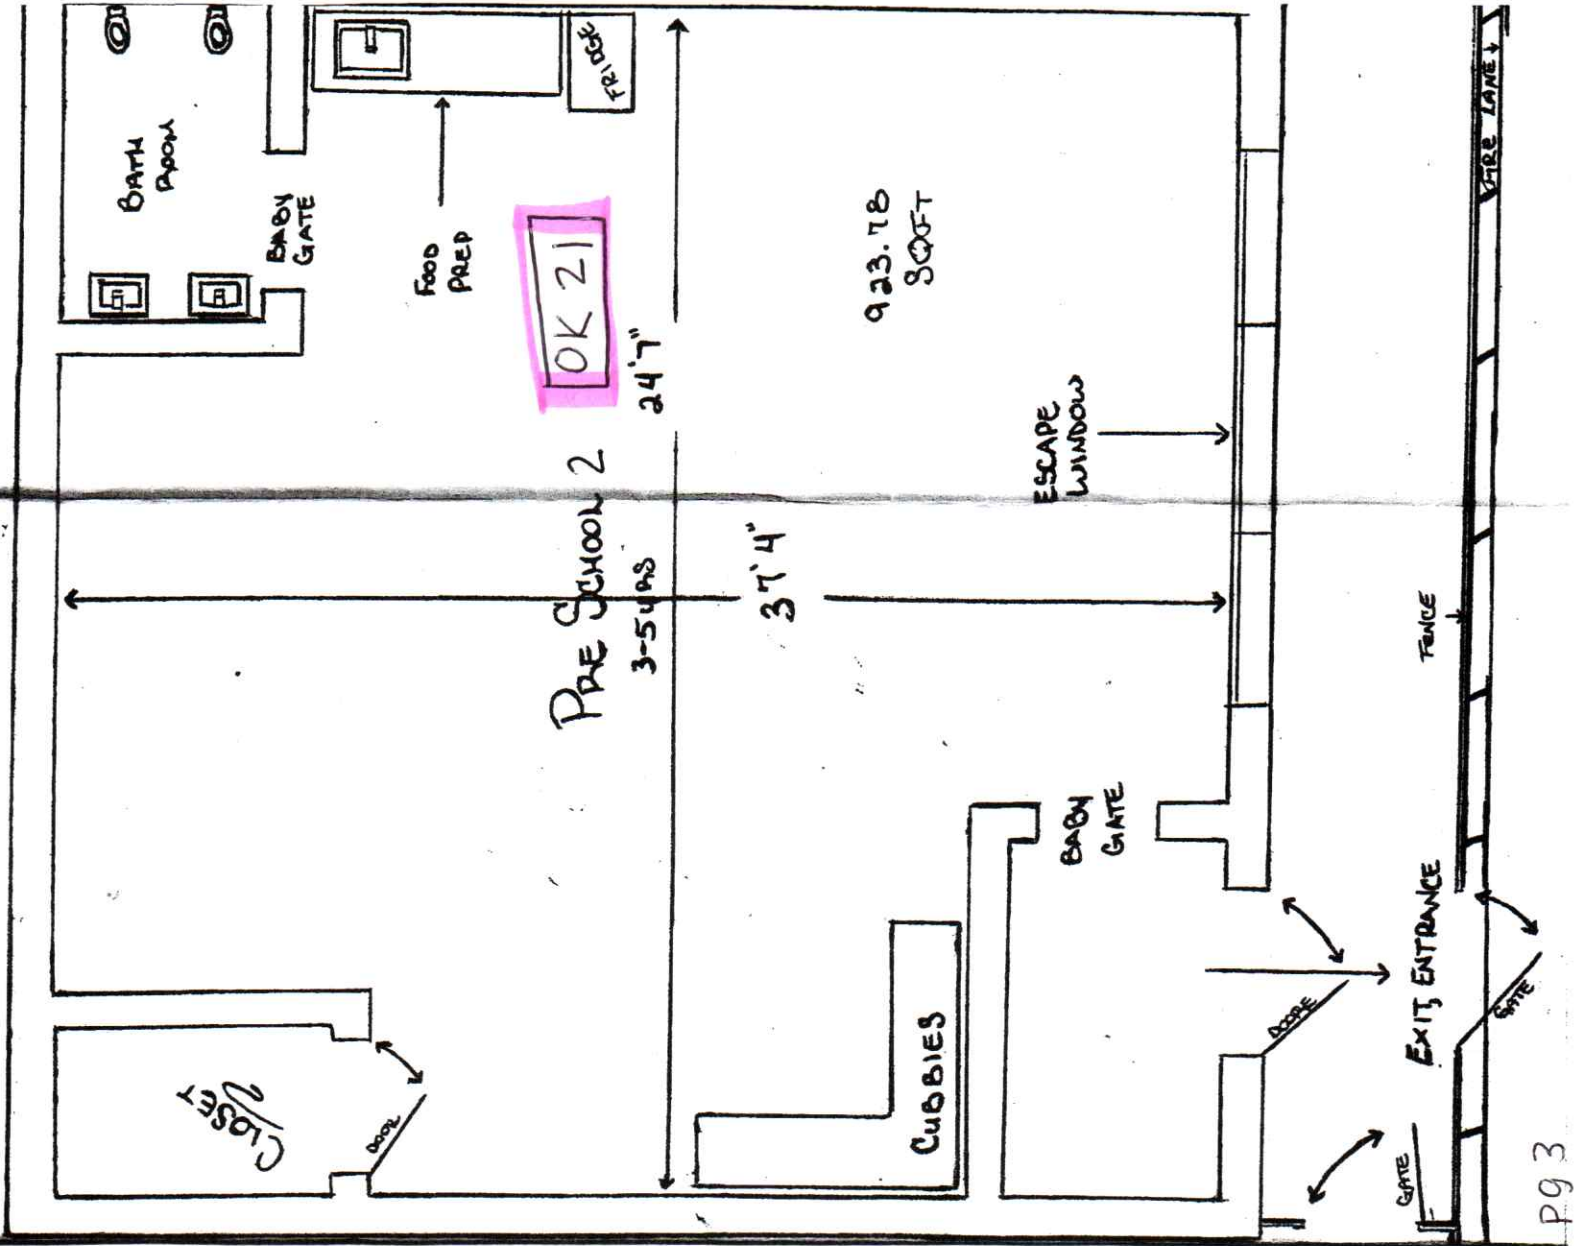 BATH
ROOM
BABY
GATE
FOOD
PREP
FRIDGE
OK 21
24'7"
923.78
SQFT
PRE SCHOOL 2
3-5 YRS
37'4"
ESCAPE
WINDOW
FIRE LANE
FENCE
CLOSET
DOOR
CUBBIES
BABY
GATE
DOOR
EXIT, ENTRANCE
GATE
GATE
pg 3